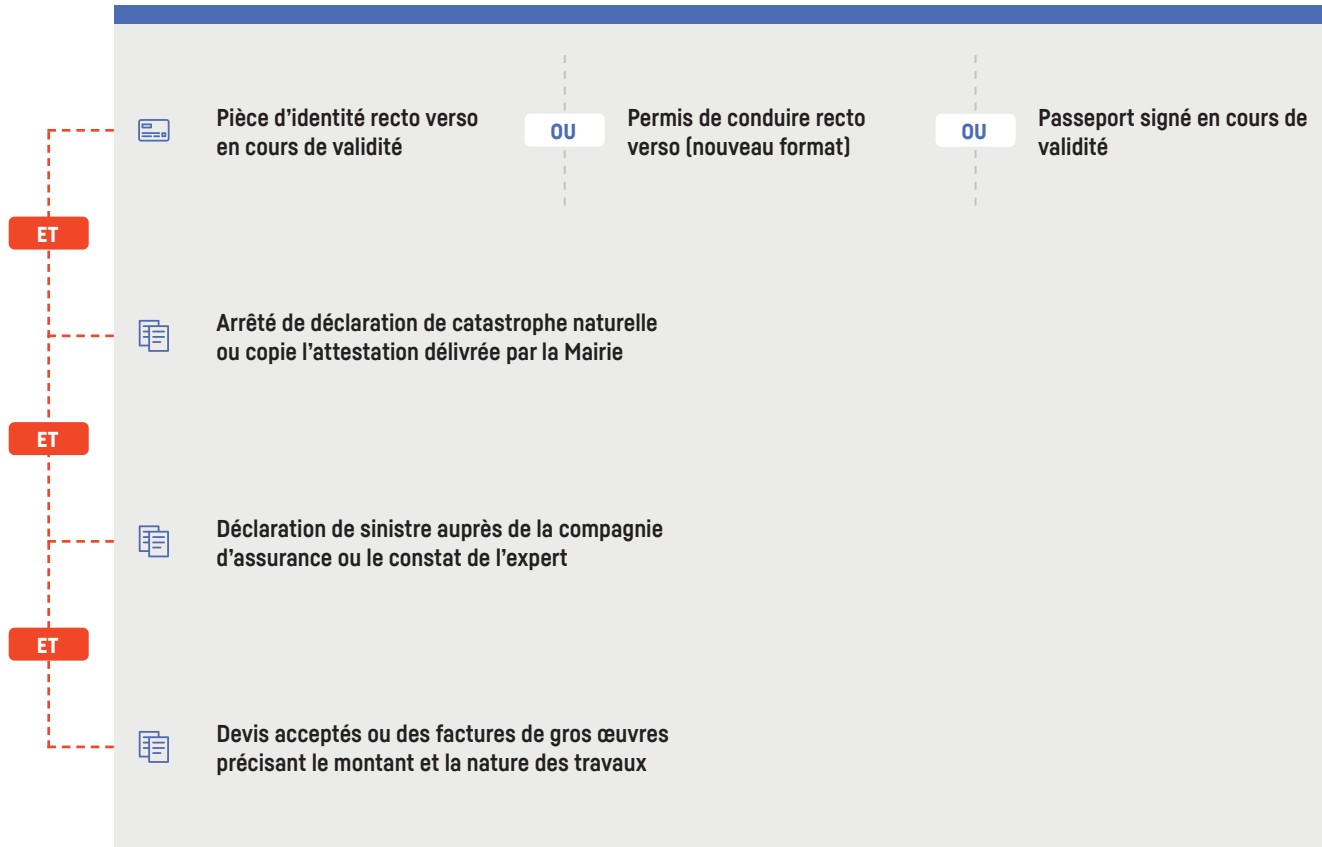 Pièce d'identité recto verso
en cours de validité
OU
Permis de conduire recto
verso (nouveau format)
OU
Passeport signé en cours de
validité
ET
Arrêté de déclaration de catastrophe naturelle
ou copie l'attestation délivrée par la Mairie
ET
Déclaration de sinistre auprès de la compagnie
d'assurance ou le constat de l'expert
ET
Devis acceptés ou des factures de gros œuvres
précisant le montant et la nature des travaux